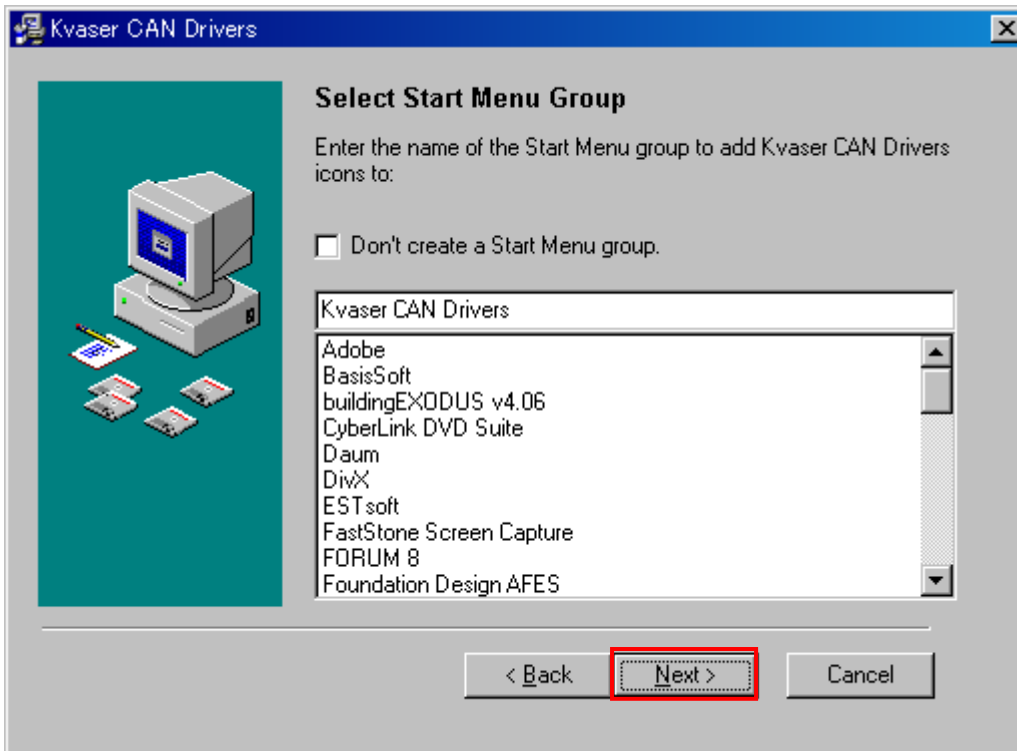 Kvaser CAN Drivers
Select Start Menu Group
Enter the name of the Start Menu group to add Kvaser CAN Drivers
icons to:
Don't create a Start Menu group.
Kvaser CAN Drivers
Adobe
BasisSoft
buildingEXODUS v4.06
CyberLink DVD Suite
Daum
DivX
ESTsoft
FastStone Screen Capture
FORUM 8
Foundation Design AFES
< Back Next > Cancel